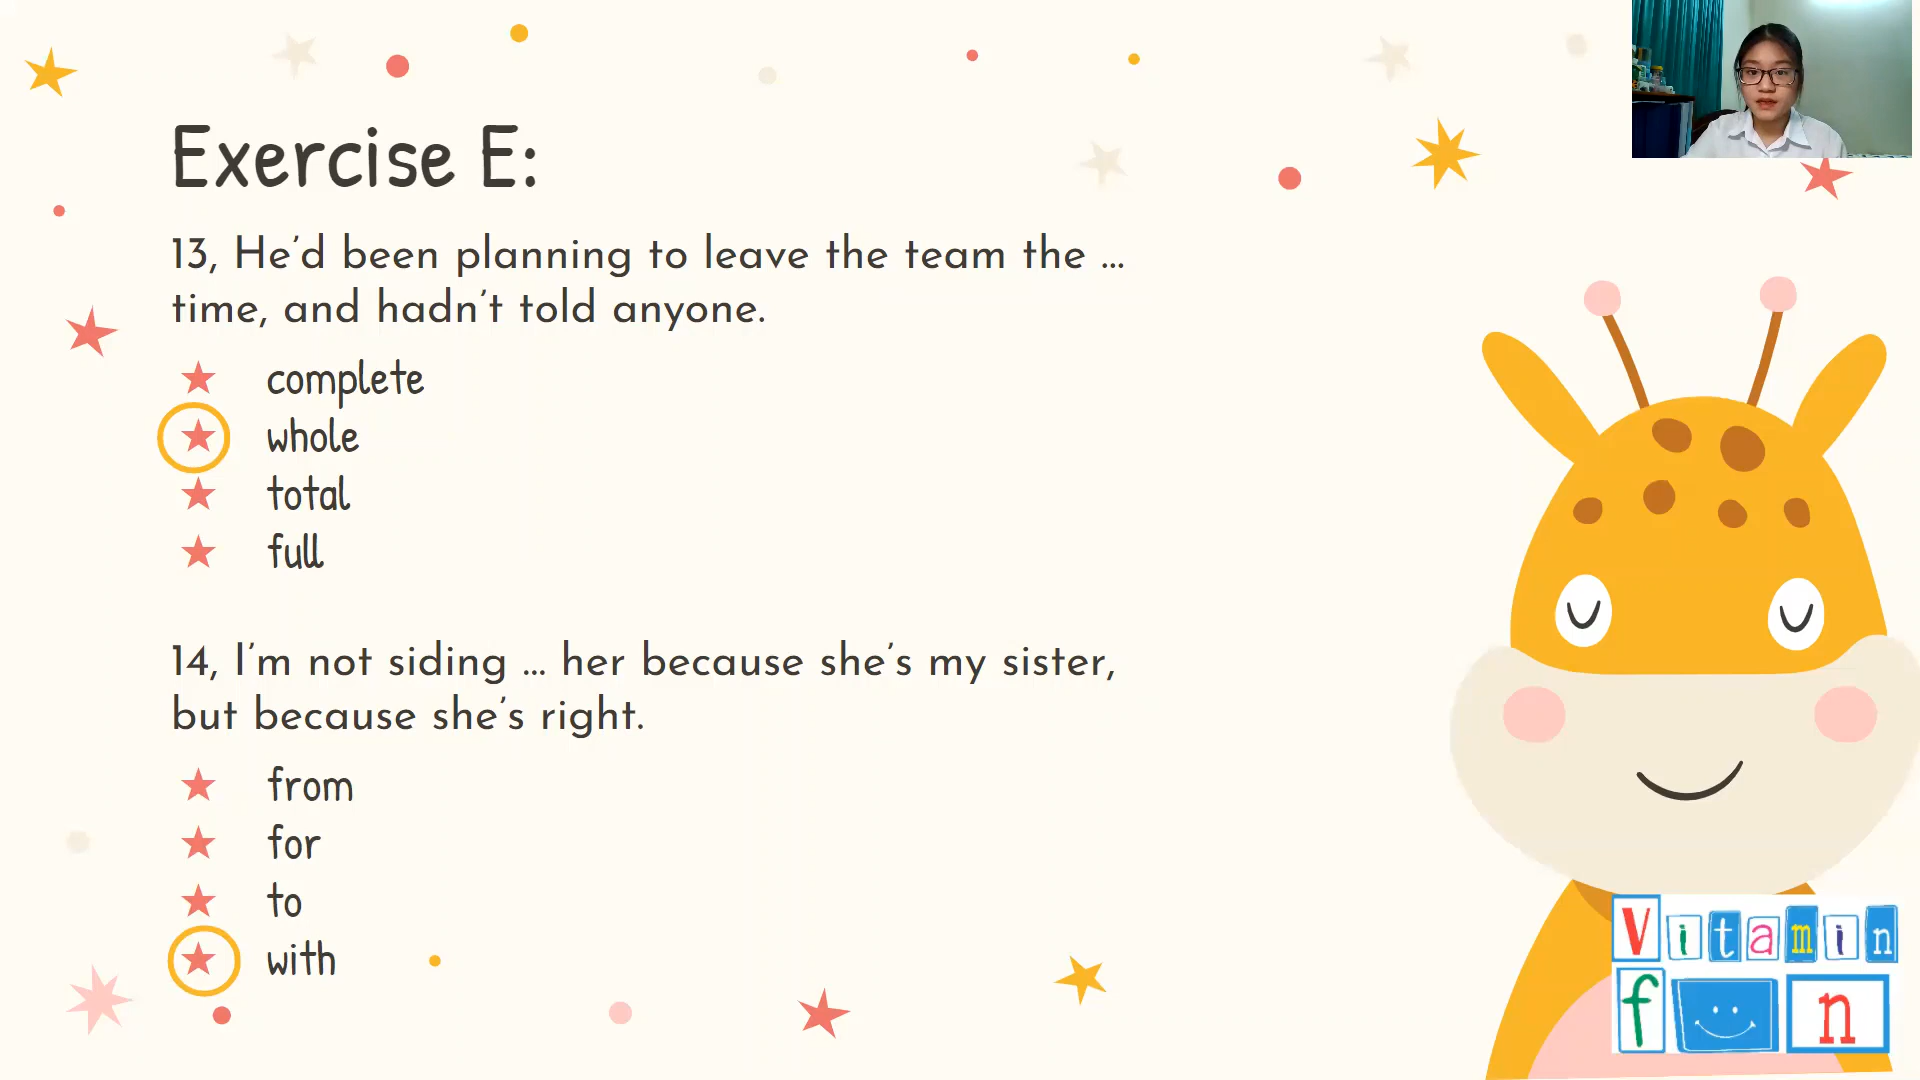 Exercise E:
13, He’d been planning to leave the team the ...
time, and hadn’t told anyone.
complete
whole
total
full
14, I’m not siding ... her because she’s my sister,
but because she’s right.
from
for
to
with
Vitamin
f n